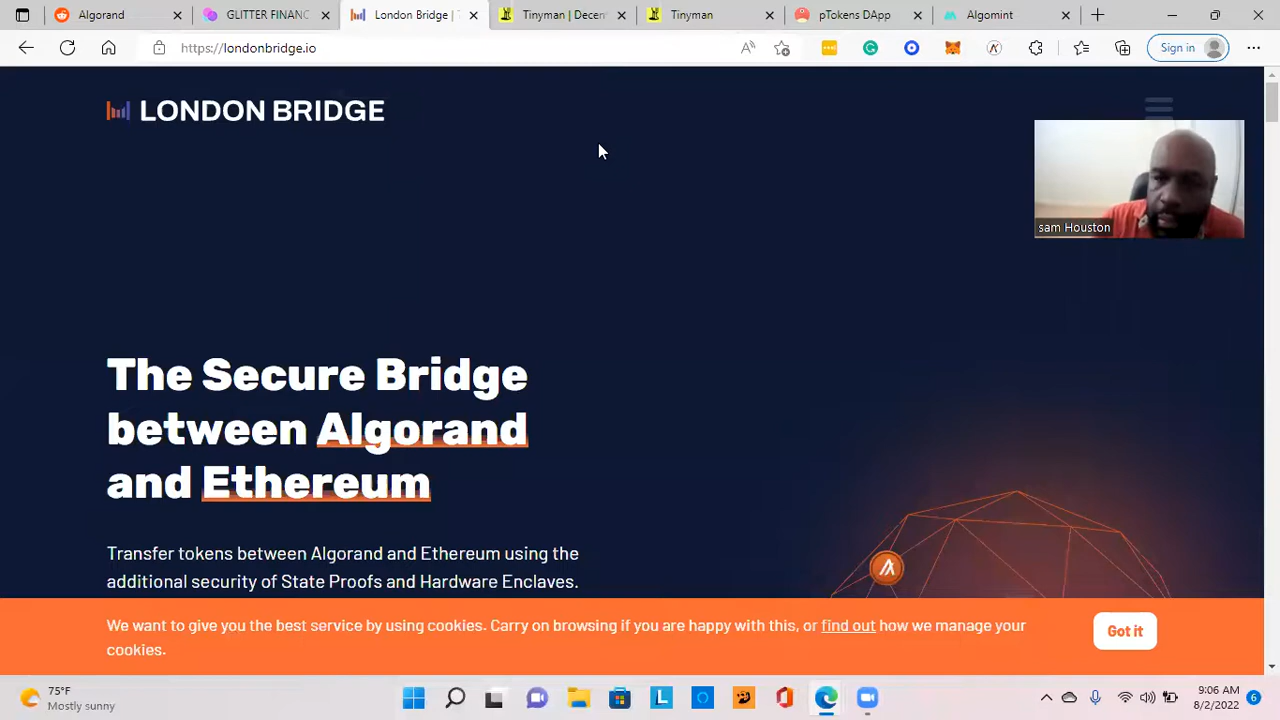 Algorand
GLITTER FINANC
London Bridge | T
Tinyman | Decen
Tinyman
pTokens DApp
Algomint
https://londonbridge.io
Sign in
LONDON BRIDGE
sam Houston
The Secure Bridge
between Algorand
and Ethereum
Transfer tokens between Algorand and Ethereum using the
additional security of State Proofs and Hardware Enclaves.
We want to give you the best service by using cookies. Carry on browsing if you are happy with this, or find out how we manage your
cookies.
Got it
75°F
Mostly sunny
9:06 AM
8/2/2022
6